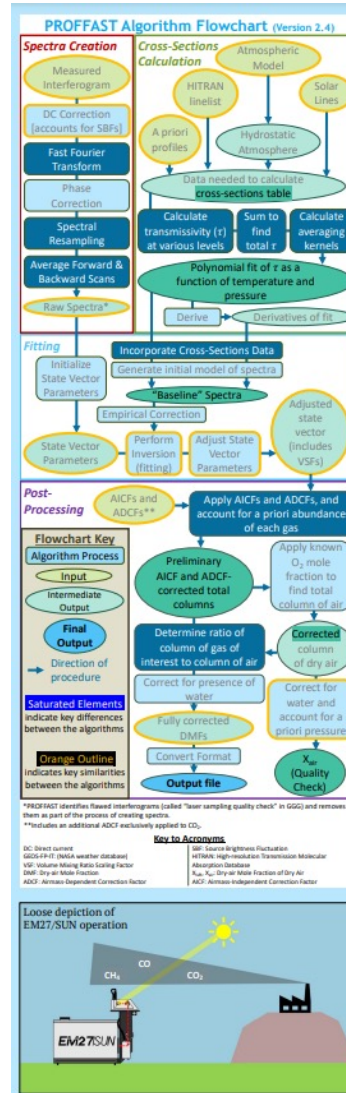 PROFFAST Algorithm Flowchart (Version 2.4)
Spectra Creation
Measured
Interferogram
DC Correction
[accounts for SBFs]
Fast Fourier
Transform
Phase
Correction
Spectral
Resampling
Average Forward &
Backward Scans
Raw Spectra*
Cross-Sections
Calculation
Atmospheric
Model
HITRAN
linelist
Solar
Lines
A priori
profiles
Hydrostatic
Atmosphere
Data needed to calculate
cross-sections table
Calculate
transmissivity (τ)
at various levels
Sum to
find
total τ
Calculate
averaging
kernels
Polynomial fit of τ as a
function of temperature and
pressure
Derive
Derivatives of fit
Fitting
Initialize
State Vector
Parameters
Incorporate Cross-Sections Data
Generate initial model of spectra
"Baseline" Spectra
Empirical Correction
State Vector
Parameters
Perform
Inversion
(fitting)
Adjust State
Vector
Parameters
Adjusted
state
vector
(includes
VSFs)
Post-
Processing
AICFs and
ADCFs**
Apply AICFs and ADCFs, and
account for a priori abundance
of each gas
Preliminary
AICF and ADCF-
corrected total
columns
Apply known
O2 mole
fraction to
find total
column of air
Determine ratio of
column of gas of
interest to column of air
Corrected
column of
dry air
Correct for presence of
water
Correct for
water and
account for a
priori pressure
Fully corrected
DMFs
Convert Format
Output file
Xair
(Quality
Check)
Flowchart Key
Algorithm Process
Input
Intermediate
Output
Final
Output
Direction of
procedure
Saturated Elements
indicate key differences
between the algorithms
Orange Outline
indicates key similarities
between the algorithms
*PROFFAST identifies flawed interferograms (called "laser sampling quality check" in GGG) and removes
them as part of the process of creating spectra.
**Includes an additional ADCF exclusively applied to CO2.
Key to Acronyms
DC: Direct current
GEOS-FP-IT: (NASA weather database)
VSF: Volume Mixing Ratio Scaling Factor
DMF: Dry-air Mole Fraction
ADCF: Airmass-Dependent Correction Factor
SBF: Source Brightness Fluctuation
HITRAN: High-resolution Transmission Molecular
Absorption Database
Dry-air Mole Fraction of Dry Air
AICF: Airmass-Independent Correction Factor
Loose depiction of
EM27/SUN operation
CO
CH4
CO2
EM27/SUN